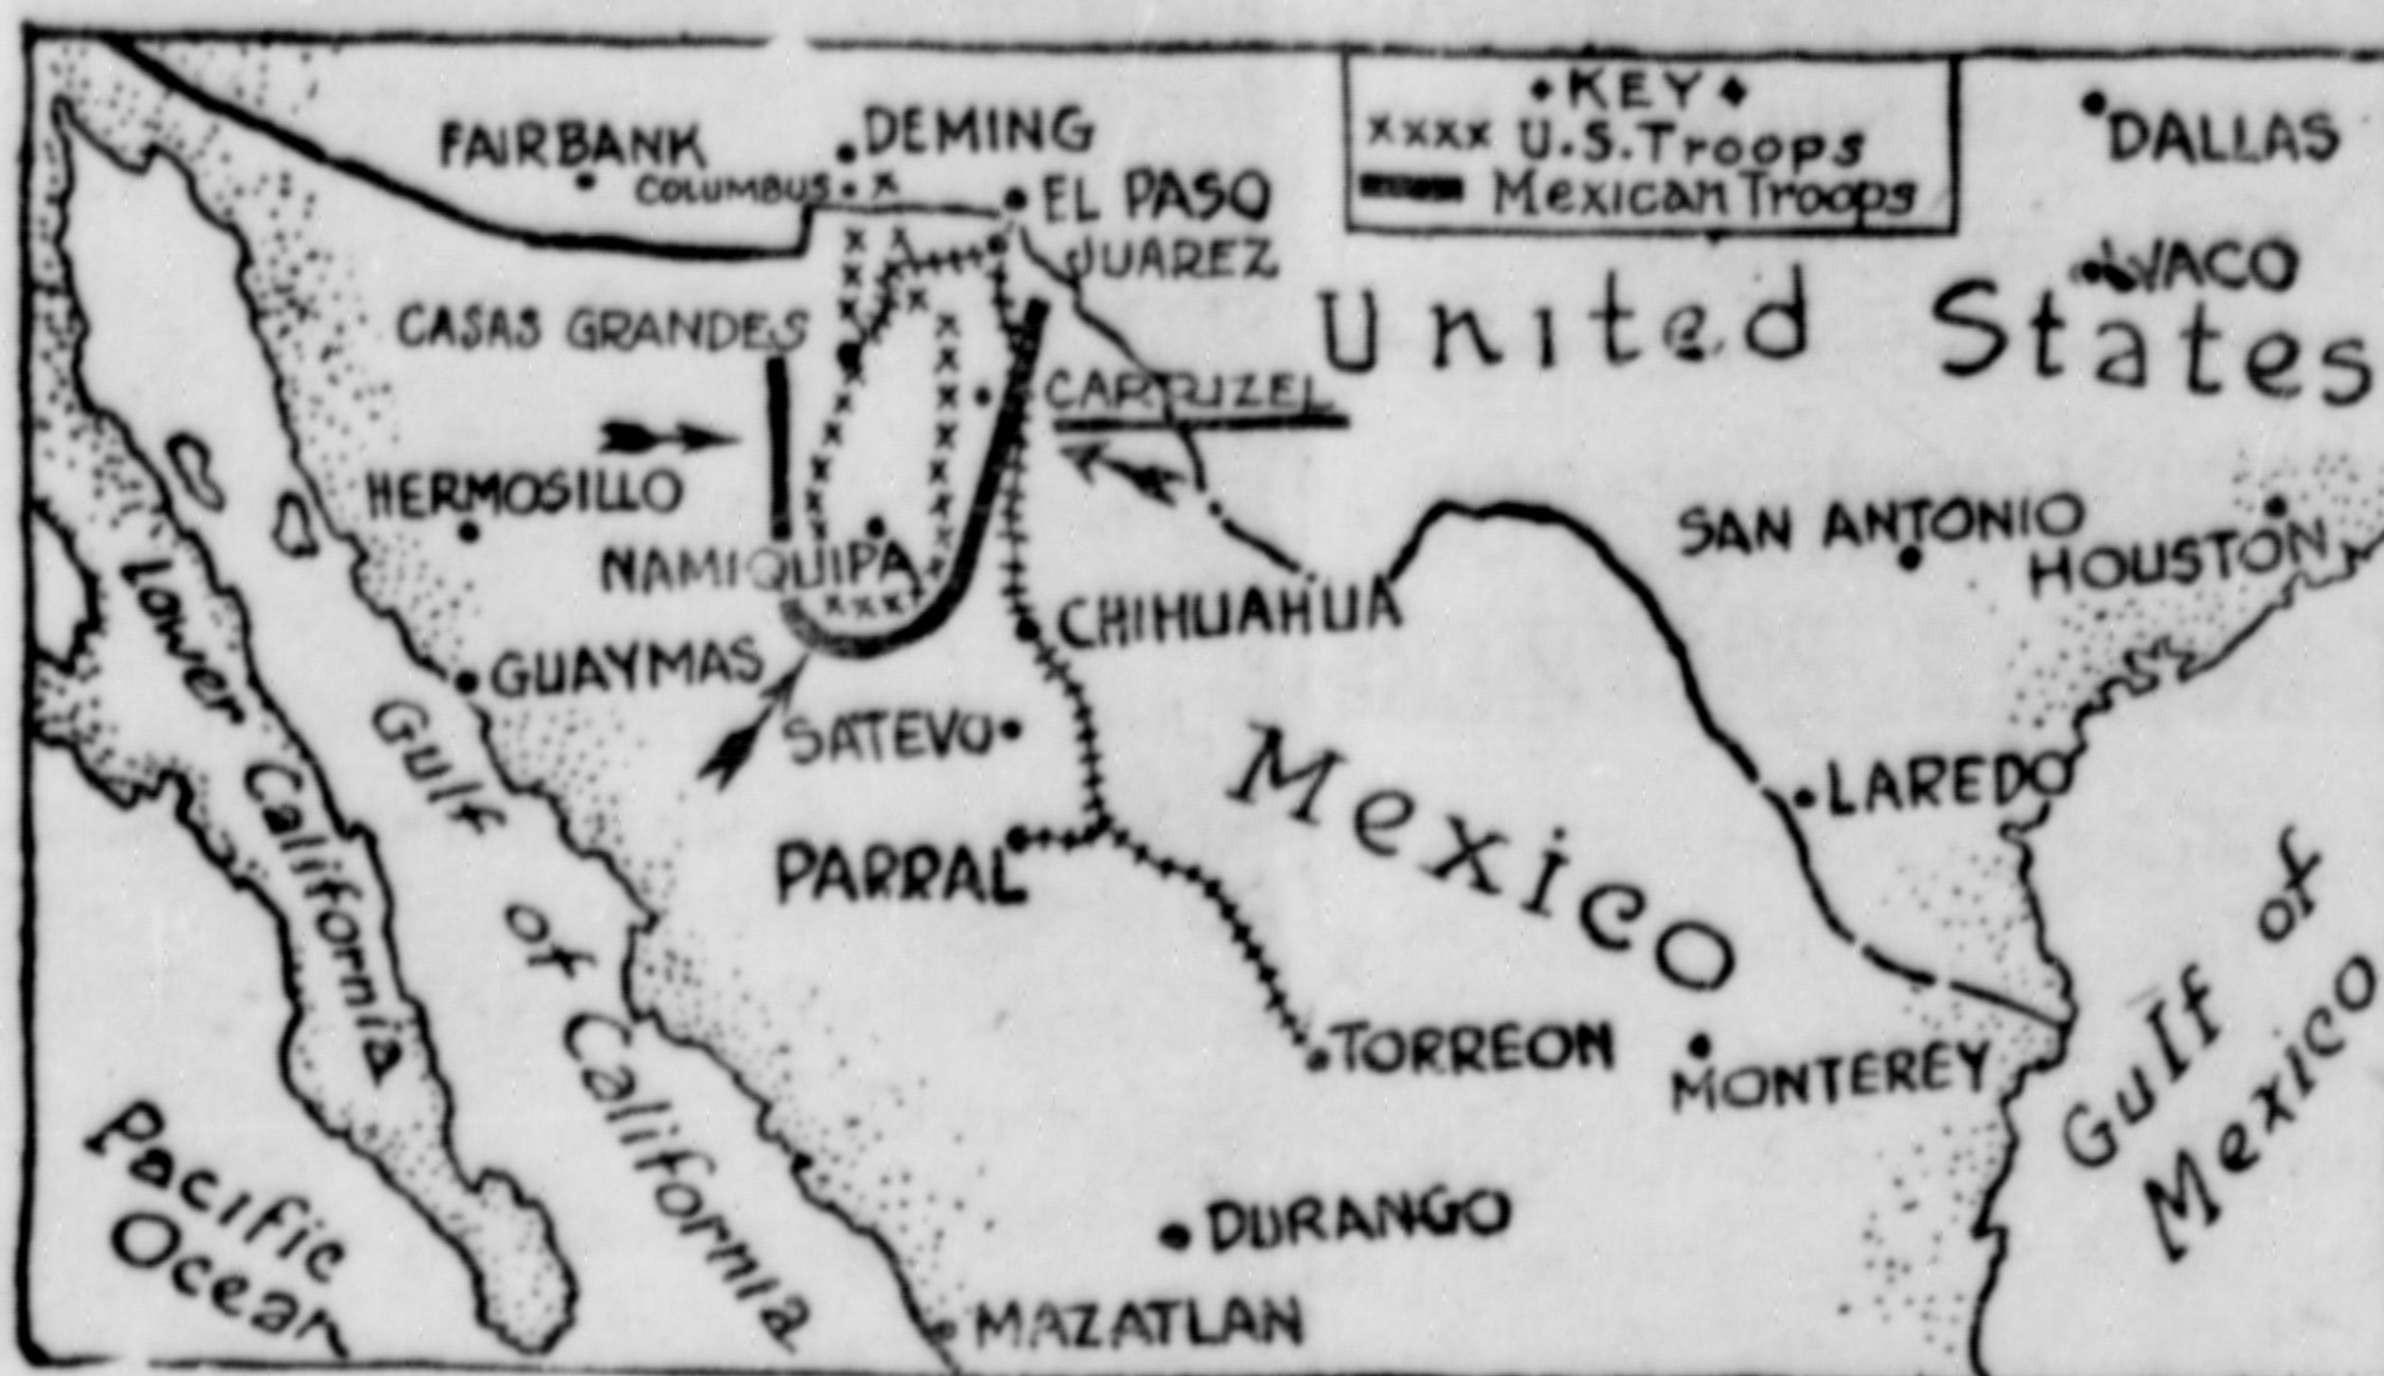 KEY
xxxx U.S. Troops
Mexican Troops
DALLAS
FAIRBANK
DEMING
COLUMBUS
EL PASO
JUAREZ
WACO
United States
CASAS GRANDES
CARRIZEL
HERMOSILLO
NAMIQUIPA
SAN ANTONIO
HOUSTON
CHIHUAHUA
GUAYMAS
SATEVO
LAREDO
Mexico
PARRAL
Lower California
Gulf of California
TORREON
MONTEREY
Gulf of
Mexico
Pacific
Ocean
DURANGO
MAZATLAN